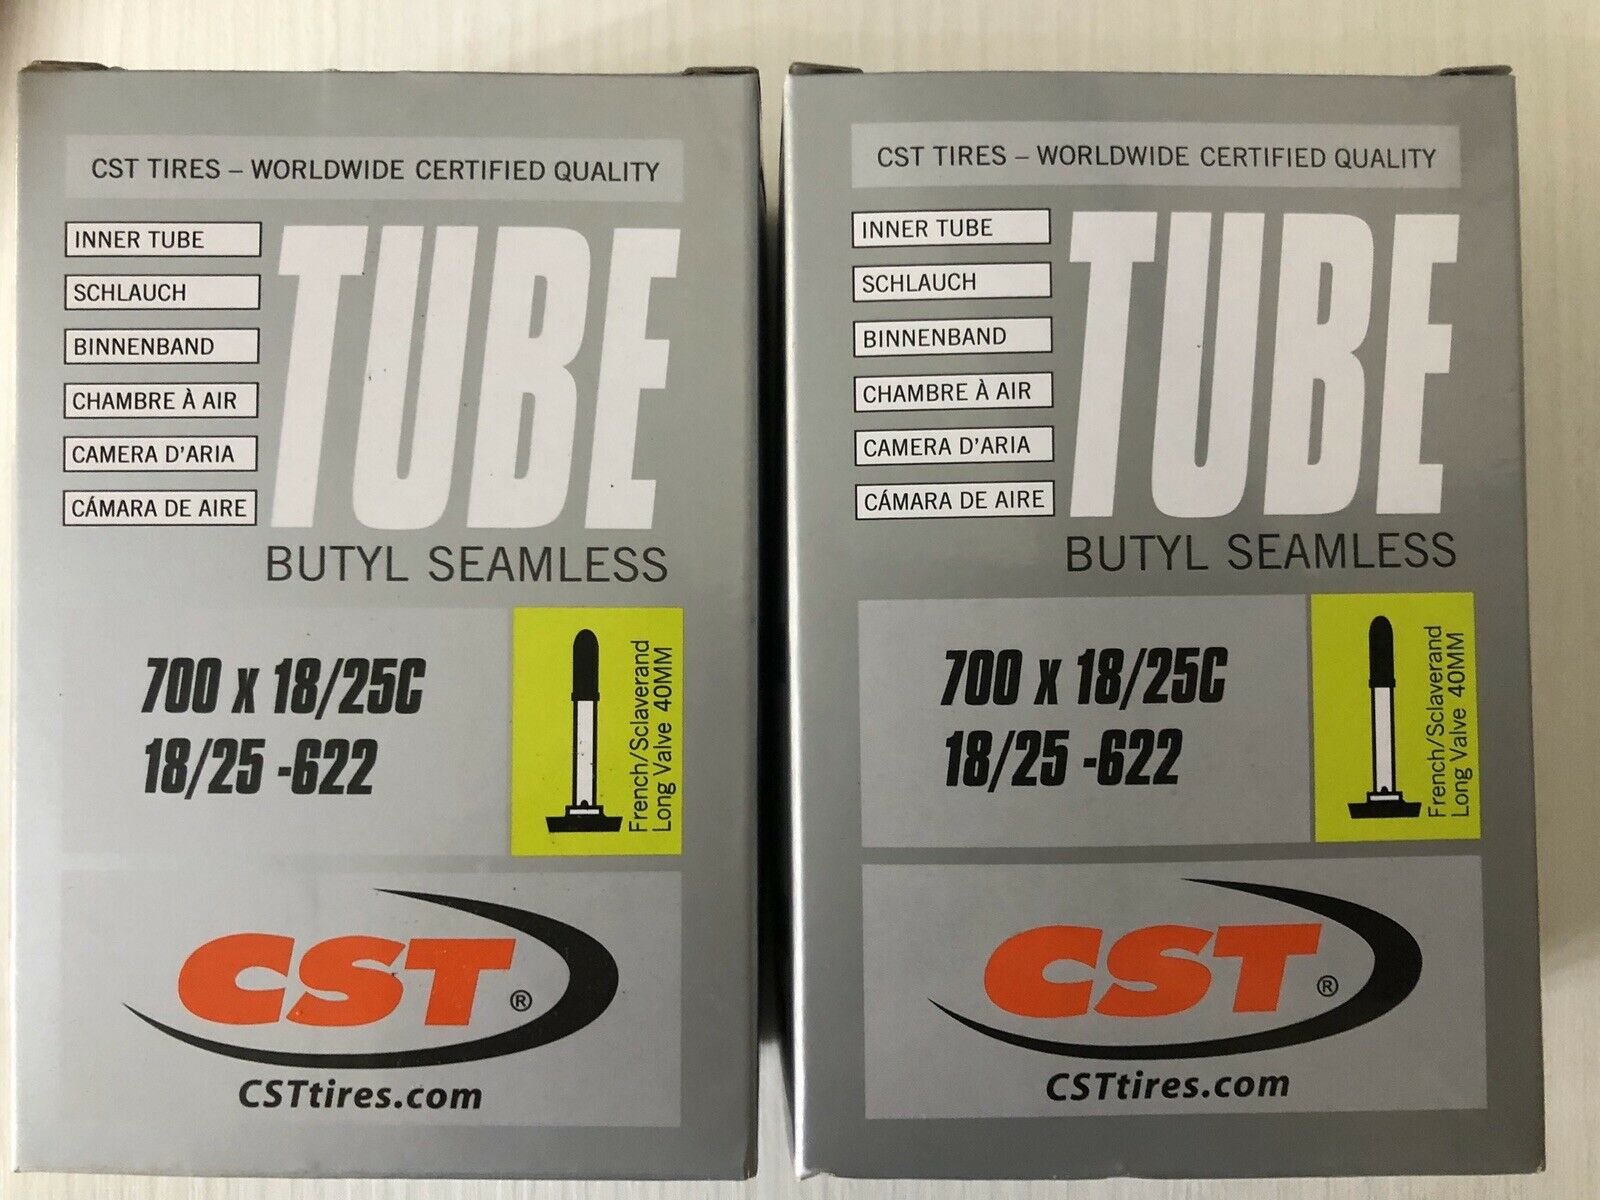 CST TIRES – WORLDWIDE CERTIFIED QUALITY
INNER TUBE
SCHLAUCH
BINNENBAND
CHAMBRE À AIR
CAMERA D'ARIA
CÁMARA DE AIRE
TUBE
BUTYL SEAMLESS
700 x 18/25C
18/25 -622
French/Sclaverand
Long Valve 40MM
CST®
CSTtires.com
CST TIRES – WORLDWIDE CERTIFIED QUALITY
INNER TUBE
SCHLAUCH
BINNENBAND
CHAMBRE À AIR
CAMERA D'ARIA
CÁMARA DE AIRE
TUBE
BUTYL SEAMLESS
700 x 18/25C
18/25 -622
French/Sclaverand
Long Valve 40MM
CST®
CSTtires.com